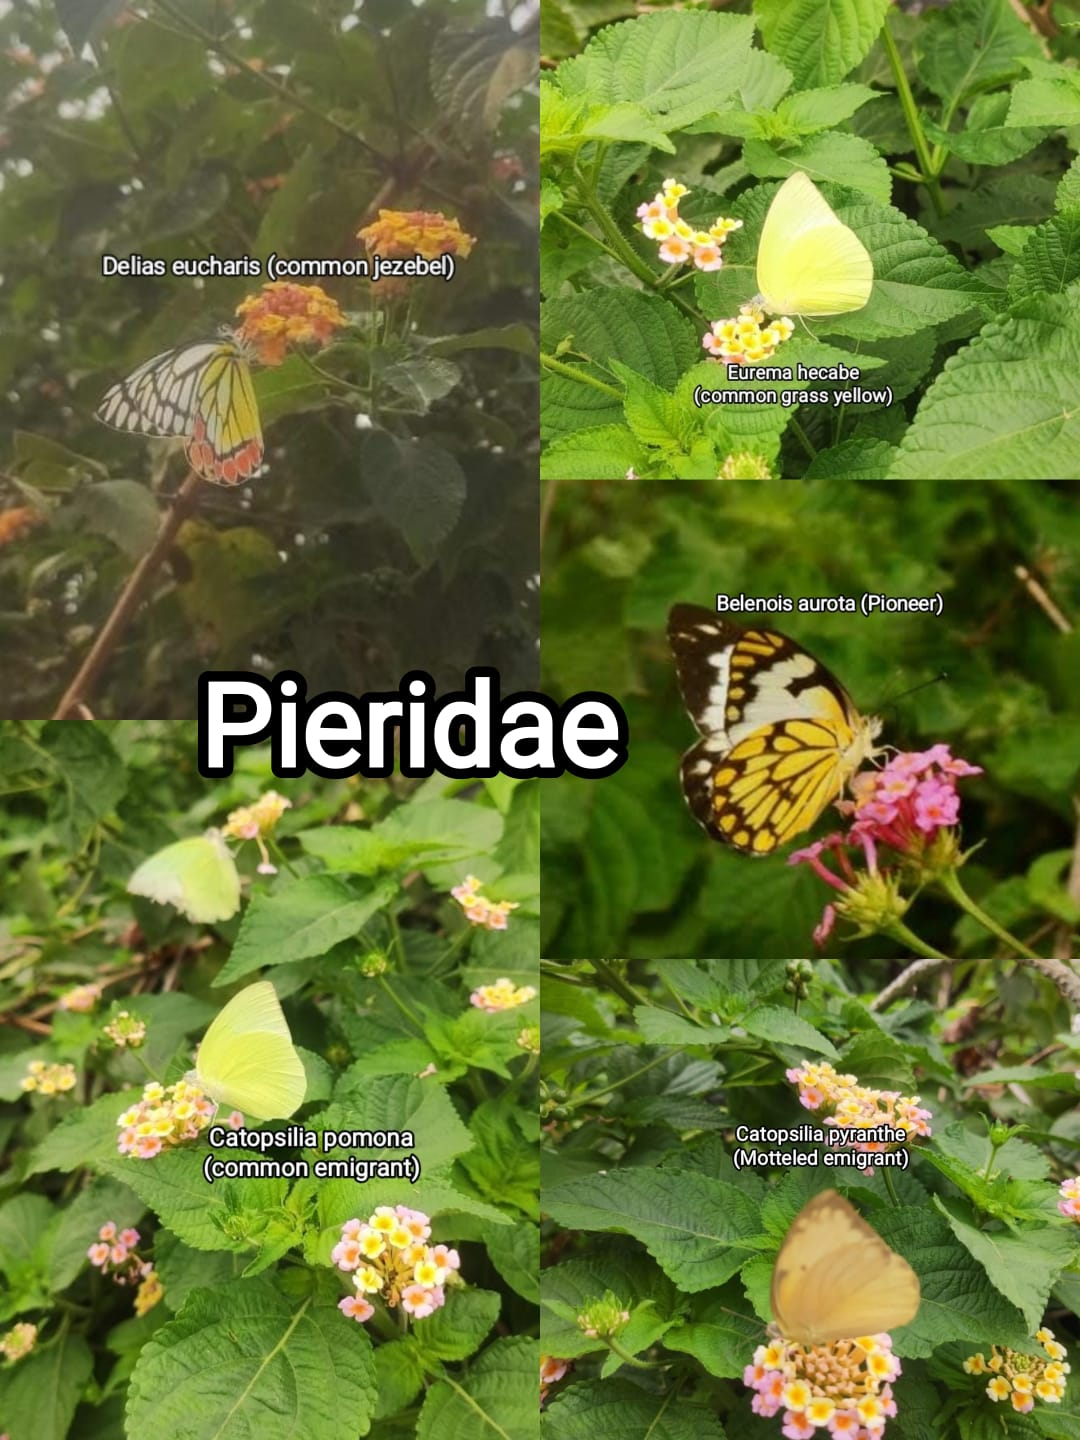 Delias eucharis (common jezebel)
Eurema hecabe
(common grass yellow)
Belenois aurota (Pioneer)
Pieridae
Catopsilia pomona
(common emigrant)
Catopsilia pyranthe
(Motteled emigrant)